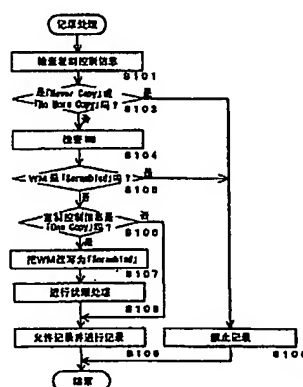 记录处理
检查复制控制信息
S101
是「Never Copy」或
「No More Copy」吗?
是
S103
否
检查WM
S104
WM是「Scrambled」吗?
是
S105
否
复制控制信息是
「One Copy」吗?
否
S106
是
把WM改写为「Scrambled」
S107
进行扰频处理
S108
允许记录并进行记录
禁止记录
S109
结束